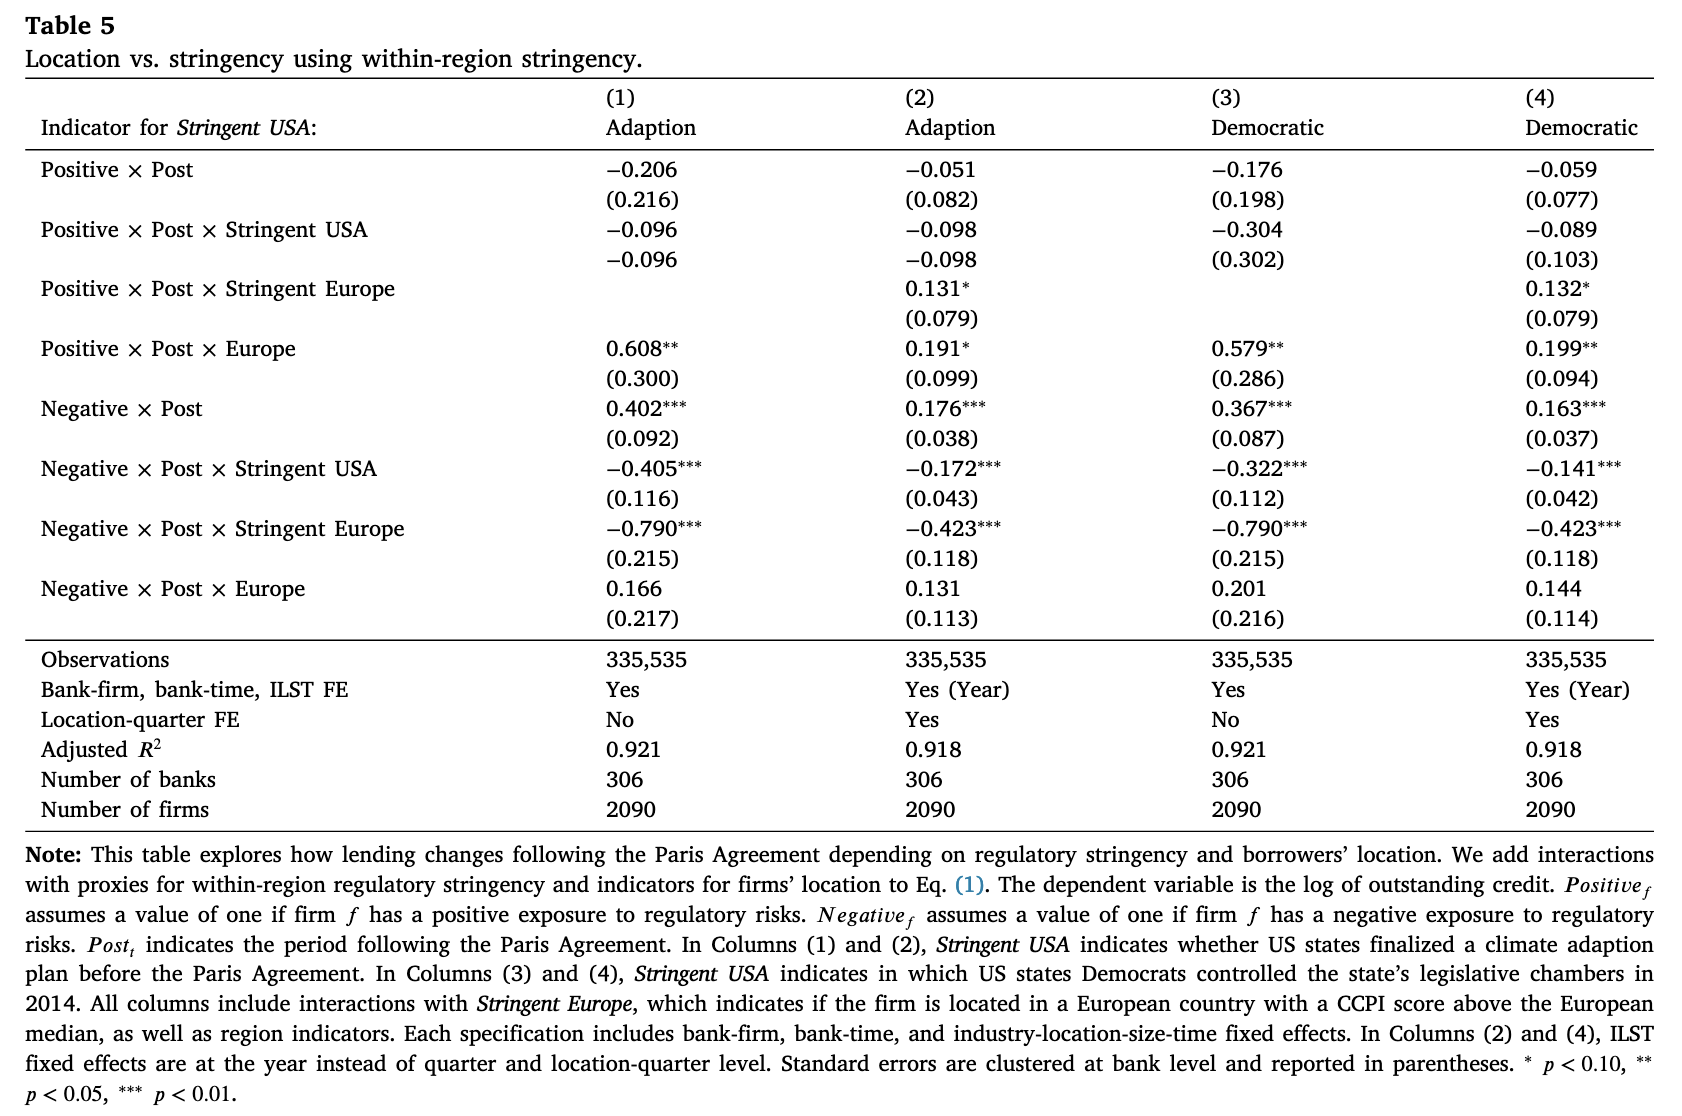 Table 5
Location vs. stringency using within-region stringency.
(1) (2) (3) (4)
Indicator for Stringent USA: Adaption Adaption Democratic Democratic
Positive × Post −0.206 −0.051 −0.176 −0.059
(0.216) (0.082) (0.198) (0.077)
Positive × Post × Stringent USA −0.096 −0.098 −0.304 −0.089
−0.096 −0.098 (0.302) (0.103)
Positive × Post × Stringent Europe 0.131* 0.132*
(0.079) (0.079)
Positive × Post × Europe 0.608** 0.191* 0.579** 0.199**
(0.300) (0.099) (0.286) (0.094)
Negative × Post 0.402*** 0.176*** 0.367*** 0.163***
(0.092) (0.038) (0.087) (0.037)
Negative × Post × Stringent USA −0.405*** −0.172*** −0.322*** −0.141***
(0.116) (0.043) (0.112) (0.042)
Negative × Post × Stringent Europe −0.790*** −0.423*** −0.790*** −0.423***
(0.215) (0.118) (0.215) (0.118)
Negative × Post × Europe 0.166 0.131 0.201 0.144
(0.217) (0.113) (0.216) (0.114)
Observations 335,535 335,535 335,535 335,535
Bank-firm, bank-time, ILST FE Yes Yes (Year) Yes Yes (Year)
Location-quarter FE No Yes No Yes
Adjusted R² 0.921 0.918 0.921 0.918
Number of banks 306 306 306 306
Number of firms 2090 2090 2090 2090
Note: This table explores how lending changes following the Paris Agreement depending on regulatory stringency and borrowers’ location. We add interactions
with proxies for within-region regulatory stringency and indicators for firms’ location to Eq. (1). The dependent variable is the log of outstanding credit. Positive_f
assumes a value of one if firm f has a positive exposure to regulatory risks. Negative_f assumes a value of one if firm f has a negative exposure to regulatory
risks. Post_t indicates the period following the Paris Agreement. In Columns (1) and (2), Stringent USA indicates whether US states finalized a climate adaption
plan before the Paris Agreement. In Columns (3) and (4), Stringent USA indicates in which US states Democrats controlled the state’s legislative chambers in
2014. All columns include interactions with Stringent Europe, which indicates if the firm is located in a European country with a CCPI score above the European
median, as well as region indicators. Each specification includes bank-firm, bank-time, and industry-location-size-time fixed effects. In Columns (2) and (4), ILST
fixed effects are at the year instead of quarter and location-quarter level. Standard errors are clustered at bank level and reported in parentheses. * p < 0.10, **
p < 0.05, *** p < 0.01.